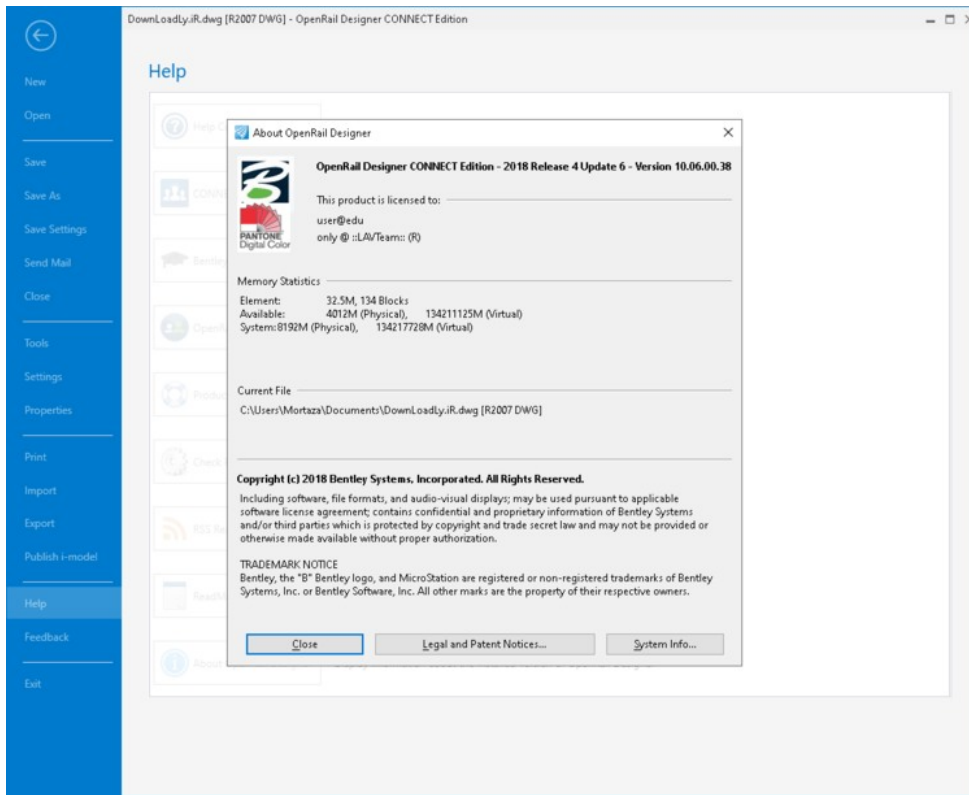 DownLoadLy.iR.dwg [R2007 DWG] - OpenRail Designer CONNECT Edition
New
Open
Save
Save As
Save Settings
Send Mail
Close
Tools
Settings
Properties
Print
Import
Export
Publish i-model
Help
Feedback
Exit
Help
Help
CONNE
Bentley
OpenR
Produc
Check
RSS
ReadM
About
About OpenRail Designer
PANTONE
Digital Color
OpenRail Designer CONNECT Edition - 2018 Release 4 Update 6 - Version 10.06.00.38
This product is licensed to:
user@edu
only @ ::LAVTeam:: (R)
Memory Statistics
Element: 32.5M, 134 Blocks
Available: 4012M (Physical), 134211125M (Virtual)
System: 8192M (Physical), 134217728M (Virtual)
Current File
C:\Users\Mortaza\Documents\DownLoadLy.iR.dwg [R2007 DWG]
Copyright (c) 2018 Bentley Systems, Incorporated. All Rights Reserved.
Including software, file formats, and audio-visual displays; may be used pursuant to applicable
software license agreement; contains confidential and proprietary information of Bentley Systems
and/or third parties which is protected by copyright and trade secret law and may not be provided or
otherwise made available without proper authorization.
TRADEMARK NOTICE
Bentley, the "B" Bentley logo, and MicroStation are registered or non-registered trademarks of Bentley
Systems, Inc. or Bentley Software, Inc. All other marks are the property of their respective owners.
Close
Legal and Patent Notices...
System Info...